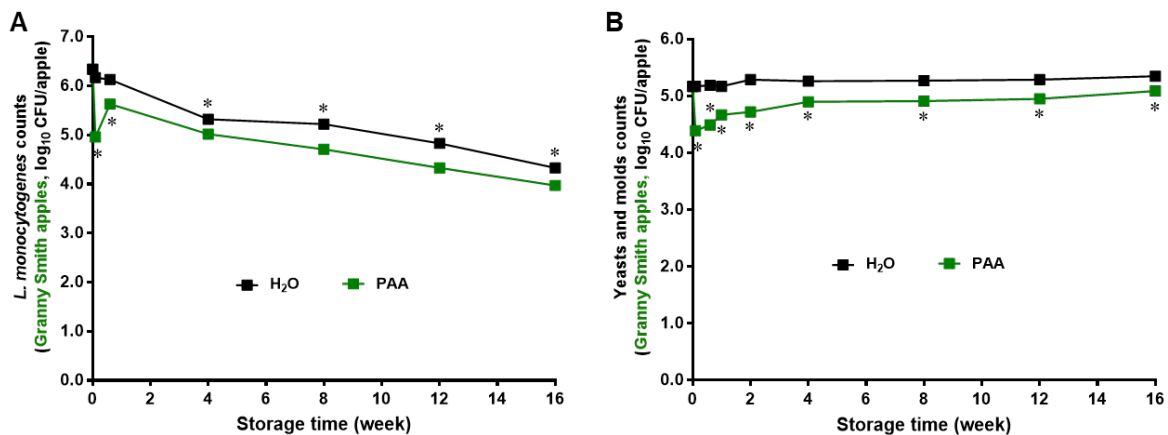 A
L. monocytogenes counts
(Granny Smith apples, log₁₀ CFU/apple)
7.0
6.0
5.0
4.0
3.0
2.0
1.0
0.0
* * * * * *
H₂O PAA
0 2 4 6 8 10 12 14 16
Storage time (week)
B
Yeasts and molds counts
(Granny Smith apples, log₁₀ CFU/apple)
6.0
5.0
4.0
3.0
2.0
1.0
0.0
* * * * * * * *
H₂O PAA
0 2 4 6 8 10 12 14 16
Storage time (week)